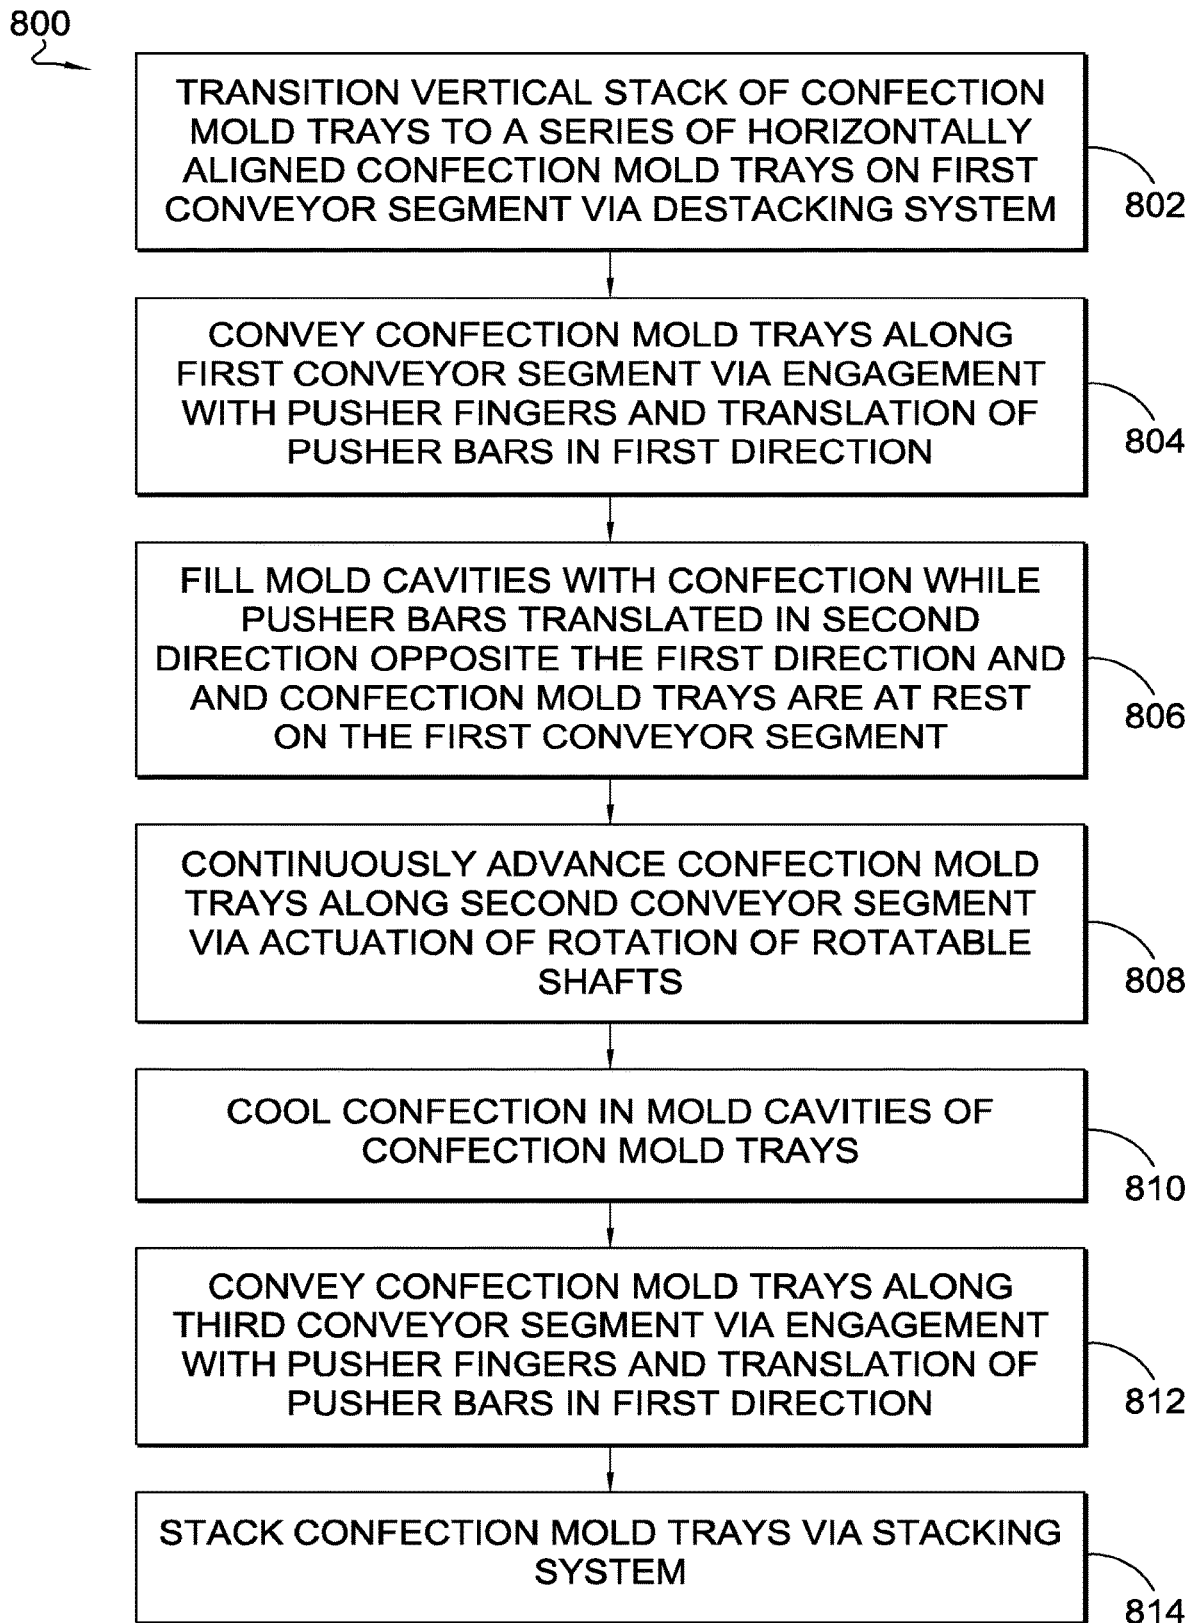 800
TRANSITION VERTICAL STACK OF CONFECTION
MOLD TRAYS TO A SERIES OF HORIZONTALLY
ALIGNED CONFECTION MOLD TRAYS ON FIRST
CONVEYOR SEGMENT VIA DESTACKING SYSTEM
802
CONVEY CONFECTION MOLD TRAYS ALONG
FIRST CONVEYOR SEGMENT VIA ENGAGEMENT
WITH PUSHER FINGERS AND TRANSLATION OF
PUSHER BARS IN FIRST DIRECTION
804
FILL MOLD CAVITIES WITH CONFECTION WHILE
PUSHER BARS TRANSLATED IN SECOND
DIRECTION OPPOSITE THE FIRST DIRECTION AND
AND CONFECTION MOLD TRAYS ARE AT REST
ON THE FIRST CONVEYOR SEGMENT
806
CONTINUOUSLY ADVANCE CONFECTION MOLD
TRAYS ALONG SECOND CONVEYOR SEGMENT
VIA ACTUATION OF ROTATION OF ROTATABLE
SHAFTS
808
COOL CONFECTION IN MOLD CAVITIES OF
CONFECTION MOLD TRAYS
810
CONVEY CONFECTION MOLD TRAYS ALONG
THIRD CONVEYOR SEGMENT VIA ENGAGEMENT
WITH PUSHER FINGERS AND TRANSLATION OF
PUSHER BARS IN FIRST DIRECTION
812
STACK CONFECTION MOLD TRAYS VIA STACKING
SYSTEM
814